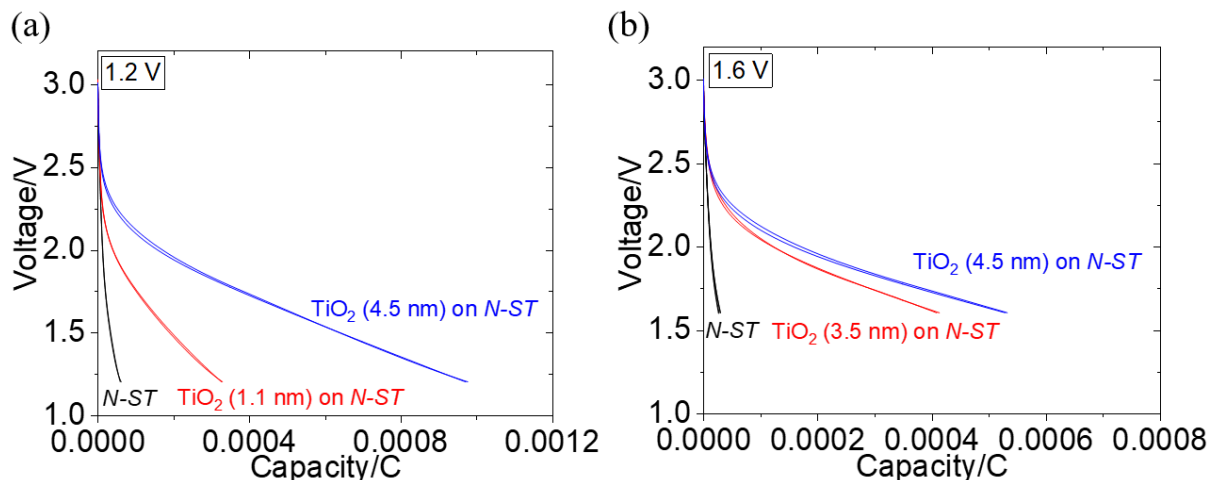 (a)
1.2 V
3.0
2.5
2.0
1.5
1.0
Voltage/V
TiO₂ (4.5 nm) on N-ST
N-ST
TiO₂ (1.1 nm) on N-ST
0.0000
0.0004
0.0008
0.0012
Capacity/C
(b)
1.6 V
3.0
2.5
2.0
1.5
1.0
Voltage/V
TiO₂ (4.5 nm) on N-ST
N-ST
TiO₂ (3.5 nm) on N-ST
0.0000
0.0002
0.0004
0.0006
0.0008
Capacity/C